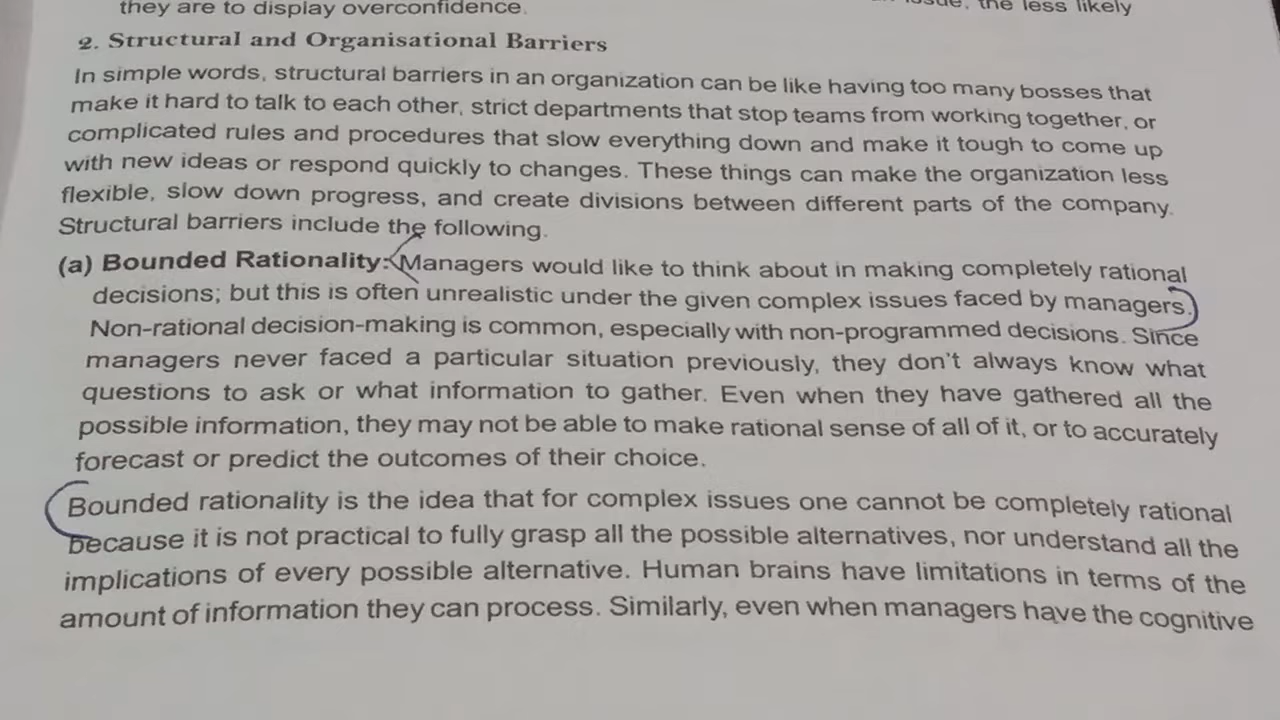 they are to display overconfidence.
issue, the less likely
2. Structural and Organisational Barriers
In simple words, structural barriers in an organization can be like having too many bosses that
make it hard to talk to each other, strict departments that stop teams from working together, or
complicated rules and procedures that slow everything down and make it tough to come up
with new ideas or respond quickly to changes. These things can make the organization less
flexible, slow down progress, and create divisions between different parts of the company.
Structural barriers include the following.
(a) Bounded Rationality: Managers would like to think about in making completely rational
decisions; but this is often unrealistic under the given complex issues faced by managers.
Non-rational decision-making is common, especially with non-programmed decisions. Since
managers never faced a particular situation previously, they don't always know what
questions to ask or what information to gather. Even when they have gathered all the
possible information, they may not be able to make rational sense of all of it, or to accurately
forecast or predict the outcomes of their choice.
Bounded rationality is the idea that for complex issues one cannot be completely rational
because it is not practical to fully grasp all the possible alternatives, nor understand all the
implications of every possible alternative. Human brains have limitations in terms of the
amount of information they can process. Similarly, even when managers have the cognitive